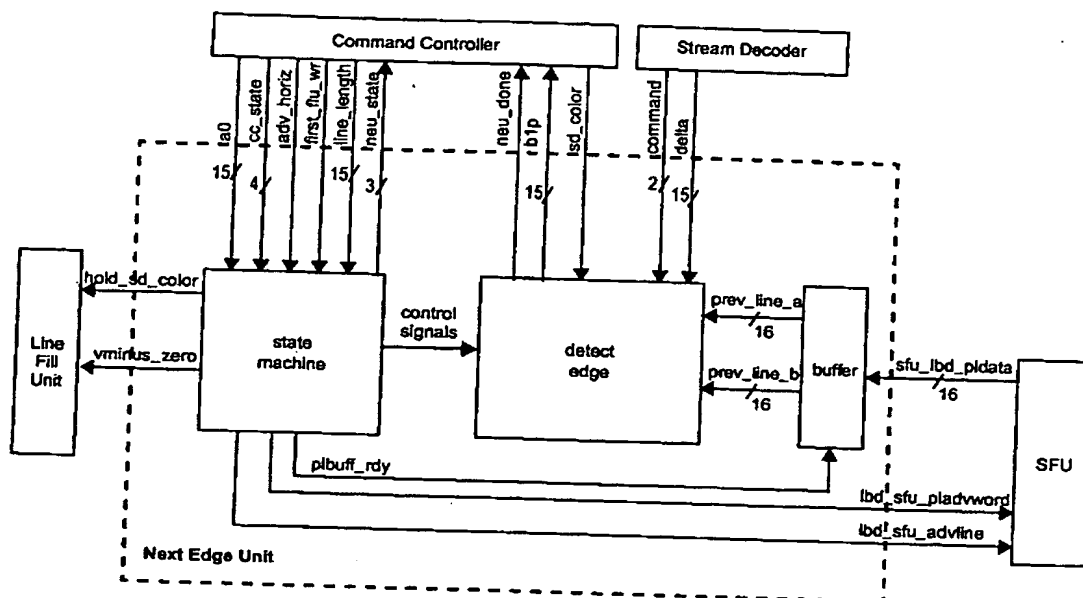 Command Controller
Stream Decoder
a0
cc_state
adv_horiz
first_flu_wr
line_length
neu_state
neu_done
b1p
sd_color
command
delta
15
4
15
3
15
2
15
Line
Fill
Unit
hold_sd_color
vminus_zero
state
machine
control
signals
detect
edge
prev_line_a
16
prev_line_b
16
buffer
sfu_lbd_pldata
16
SFU
plbuff_rdy
lbd_sfu_pladvword
lbd_sfu_advline
Next Edge Unit